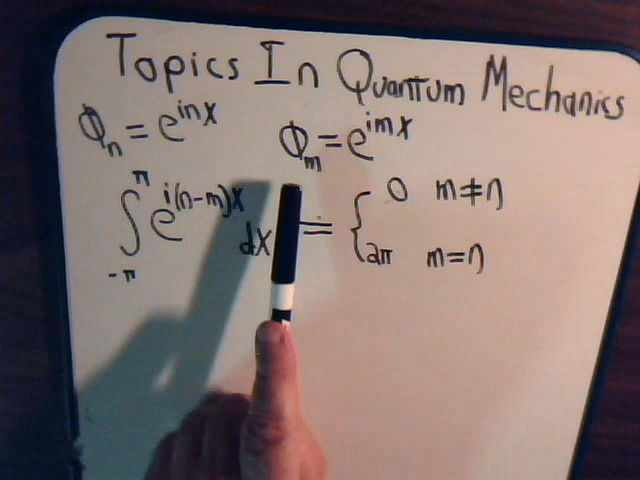 Topics In Quantum Mechanics
Φₙ = e^{inx} Φₘ = e^{imx}
∫_{-π}^{π} e^{i(n-m)x} dx = { 0 m≠n
2π m=n